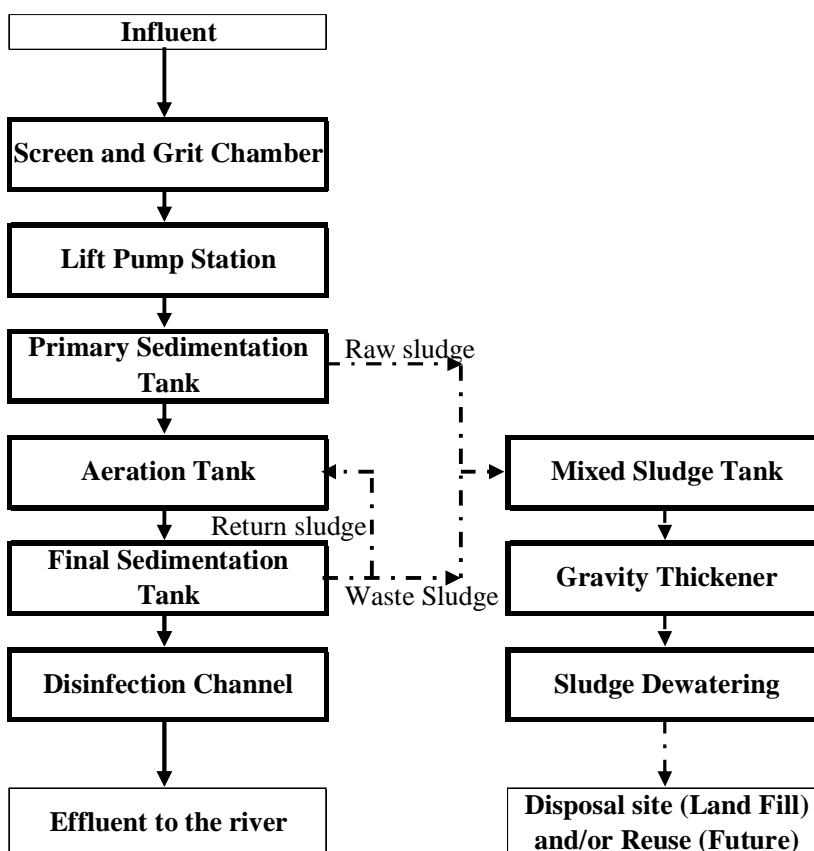 Influent
Screen and Grit Chamber
Lift Pump Station
Primary Sedimentation
Tank
Raw sludge
Aeration Tank
Mixed Sludge Tank
Return sludge
Final Sedimentation
Tank
Waste Sludge
Gravity Thickener
Disinfection Channel
Sludge Dewatering
Effluent to the river
Disposal site (Land Fill)
and/or Reuse (Future)